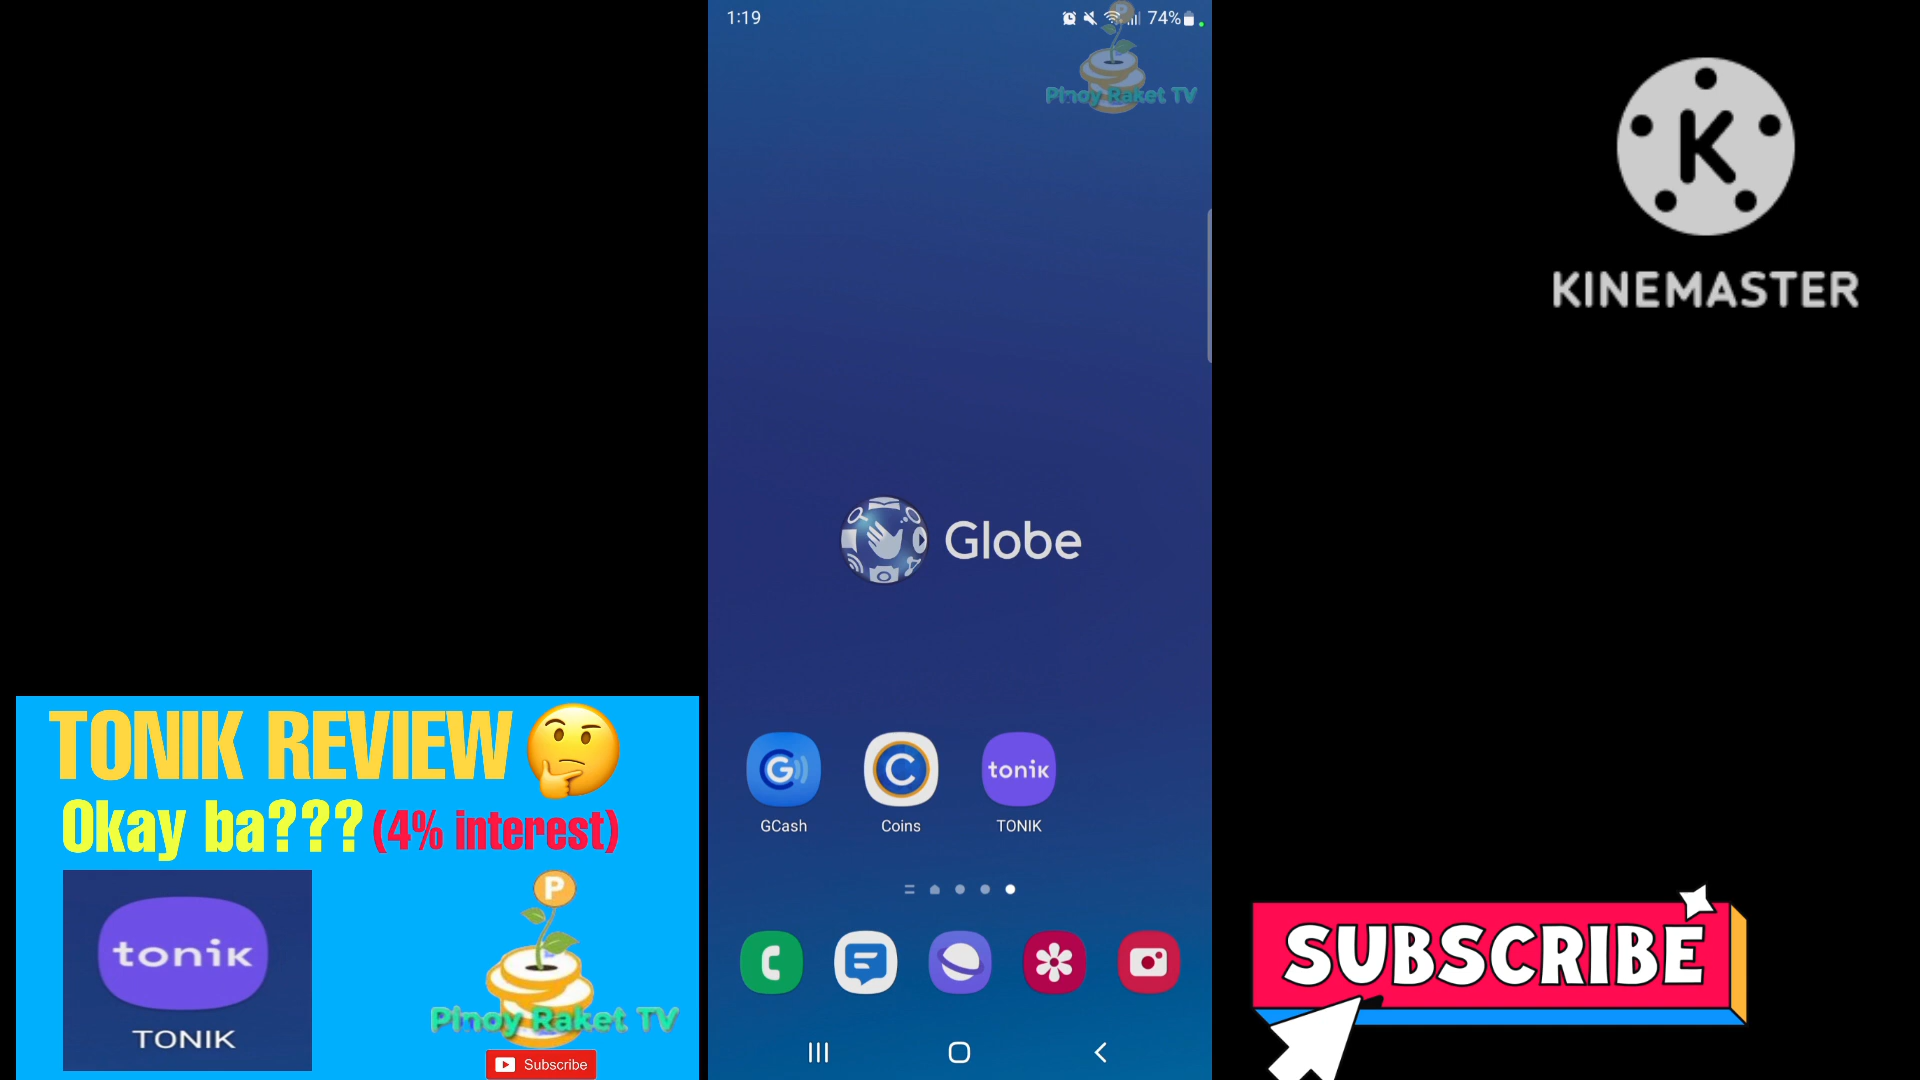 1:19
74%
Pinoy Raket TV
K
KINEMASTER
Globe
TONIK REVIEW
Okay ba??? (4% interest)
tonik
TONIK
P
Pinoy Raket TV
Subscribe
G
C
tonik
GCash
Coins
TONIK
SUBSCRIBE